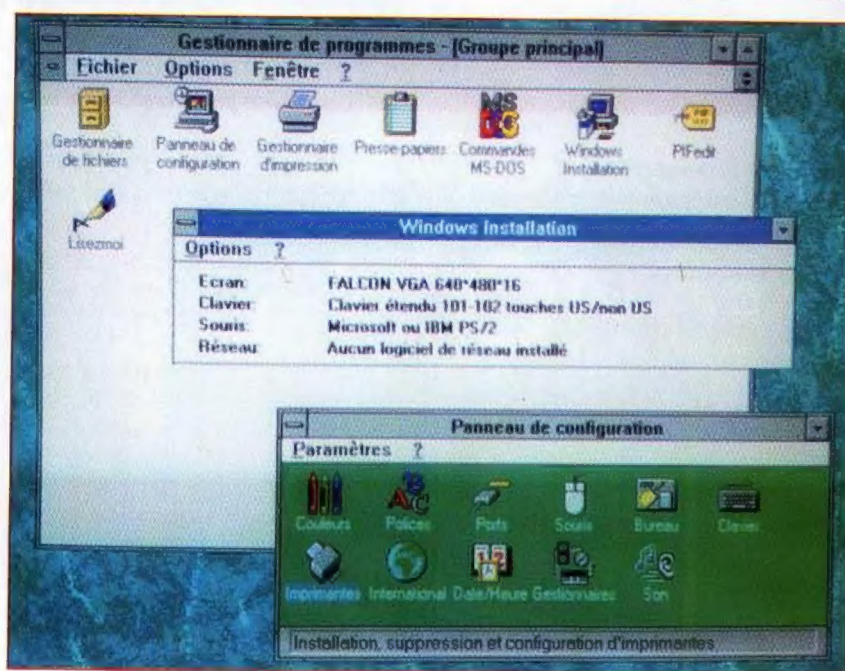 Gestionnaire de programmes - [Groupe principal]
Fichier Options Fenêtre ?
Gestionnaire de fichiers
Panneau de configuration
Gestionnaire d'impression
Presse-papiers
Commandes MS-DOS
Windows Installation
PIFedit
Lisezmoi
Windows Installation
Options ?
Ecran: FALCON VGA 640*480*16
Clavier: Clavier étendu 101-102 touches US/non US
Souris: Microsoft ou IBM PS/2
Réseau: Aucun logiciel de réseau installé
Panneau de configuration
Paramètres ?
Couleurs Polices Ports Souris Bureau Clavier
Imprimantes International Date/Heure Gestionnaires Son
Installation, suppression et configuration d'imprimantes